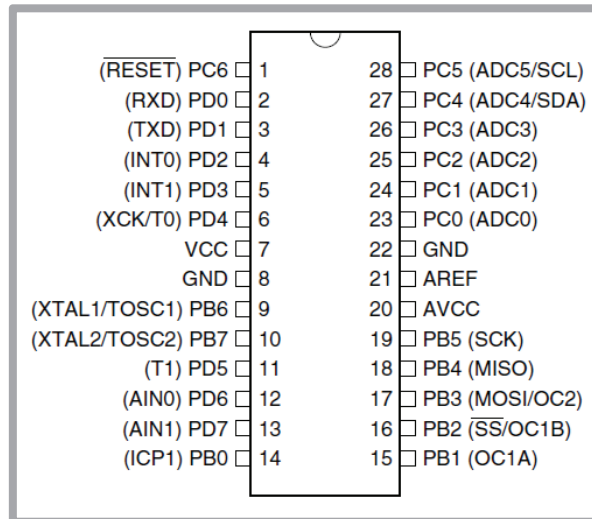 (RESET) PC6 1 28 PC5 (ADC5/SCL)
(RXD) PD0 2 27 PC4 (ADC4/SDA)
(TXD) PD1 3 26 PC3 (ADC3)
(INT0) PD2 4 25 PC2 (ADC2)
(INT1) PD3 5 24 PC1 (ADC1)
(XCK/T0) PD4 6 23 PC0 (ADC0)
VCC 7 22 GND
GND 8 21 AREF
(XTAL1/TOSC1) PB6 9 20 AVCC
(XTAL2/TOSC2) PB7 10 19 PB5 (SCK)
(T1) PD5 11 18 PB4 (MISO)
(AIN0) PD6 12 17 PB3 (MOSI/OC2)
(AIN1) PD7 13 16 PB2 (SS/OC1B)
(ICP1) PB0 14 15 PB1 (OC1A)